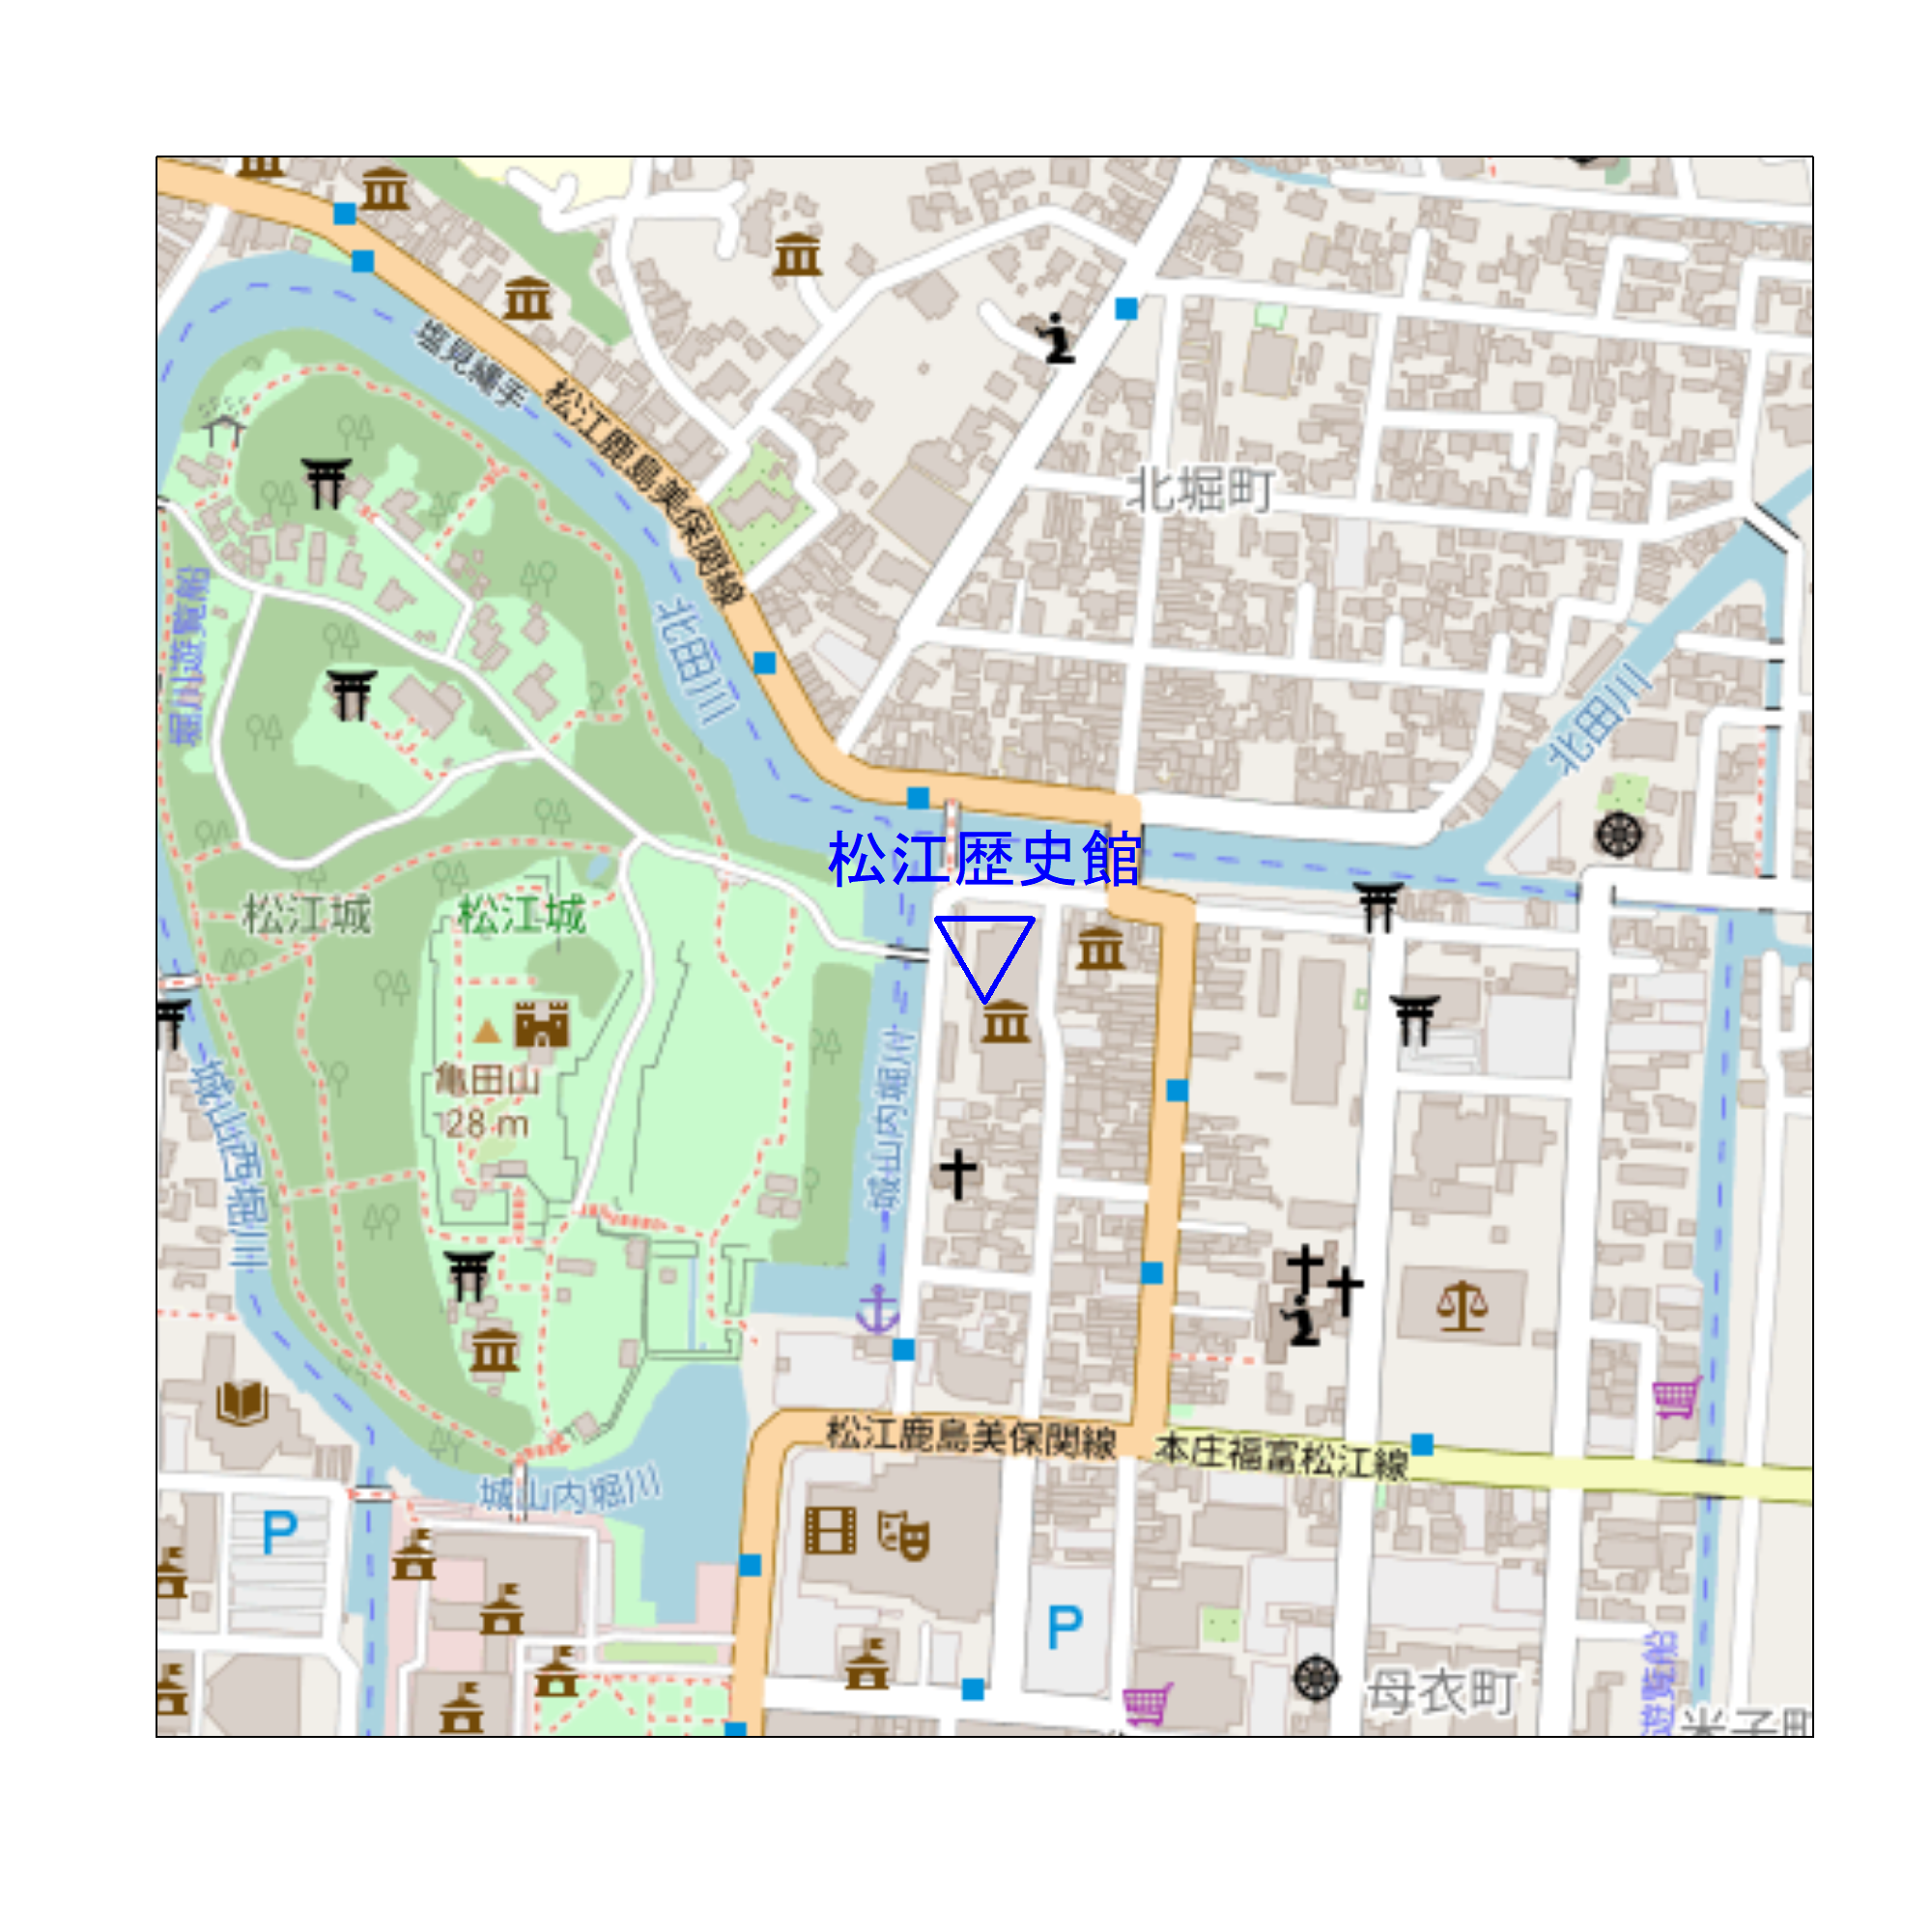 塩見縄手
松江鹿島美保関線
北堀町
堀川遊覧船
北田川
北田川
松江歴史館
松江城
松江城
亀田山
28 m
城山内堀川
城山西堀川
松江鹿島美保関線
本庄福富松江線
城山内堀川
P
P
母衣町
遊覧船
米子町